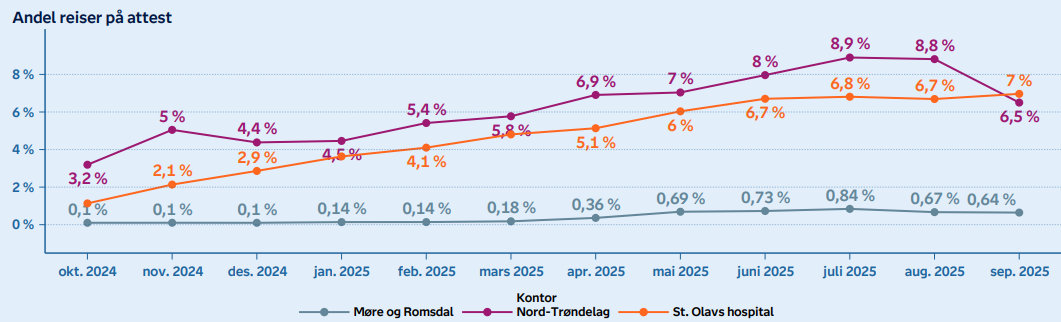 Andel reiser på attest
8,9 % 8,8 %
8 % 8 % 6,9 % 7 % 6,8 % 6,7 % 7 %
6 % 5 % 4,4 % 5,4 % 5,8 % 6 % 6,7 % 6,5 %
4 % 3,2 % 2,9 % 4,5 % 4,1 % 5,1 %
2 % 2,1 %
0 % 0,1 % 0,1 % 0,1 % 0,14 % 0,14 % 0,18 % 0,36 % 0,69 % 0,73 % 0,84 % 0,67 % 0,64 %
okt. 2024 nov. 2024 des. 2024 jan. 2025 feb. 2025 mars 2025 apr. 2025 mai 2025 juni 2025 juli 2025 aug. 2025 sep. 2025
Kontor
Møre og Romsdal Nord-Trøndelag St. Olavs hospital